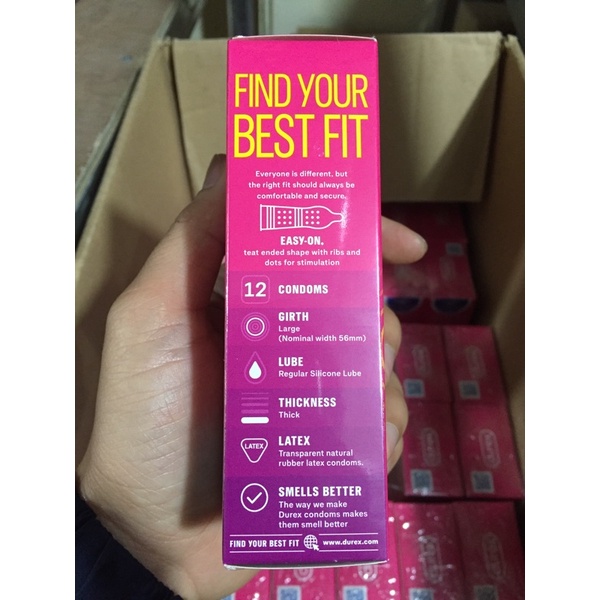 FIND YOUR
BEST FIT
Everyone is different, but
the right fit should always be
comfortable and secure.
EASY-ON,
teat ended shape with ribs and
dots for stimulation
12 CONDOMS
GIRTH
Large
(Nominal width 56mm)
LUBE
Regular Silicone Lube
THICKNESS
Thick
LATEX
LATEX
Transparent natural
rubber latex condoms.
SMELLS BETTER
The way we make
Durex condoms makes
them smell better
FIND YOUR BEST FIT www.durex.com